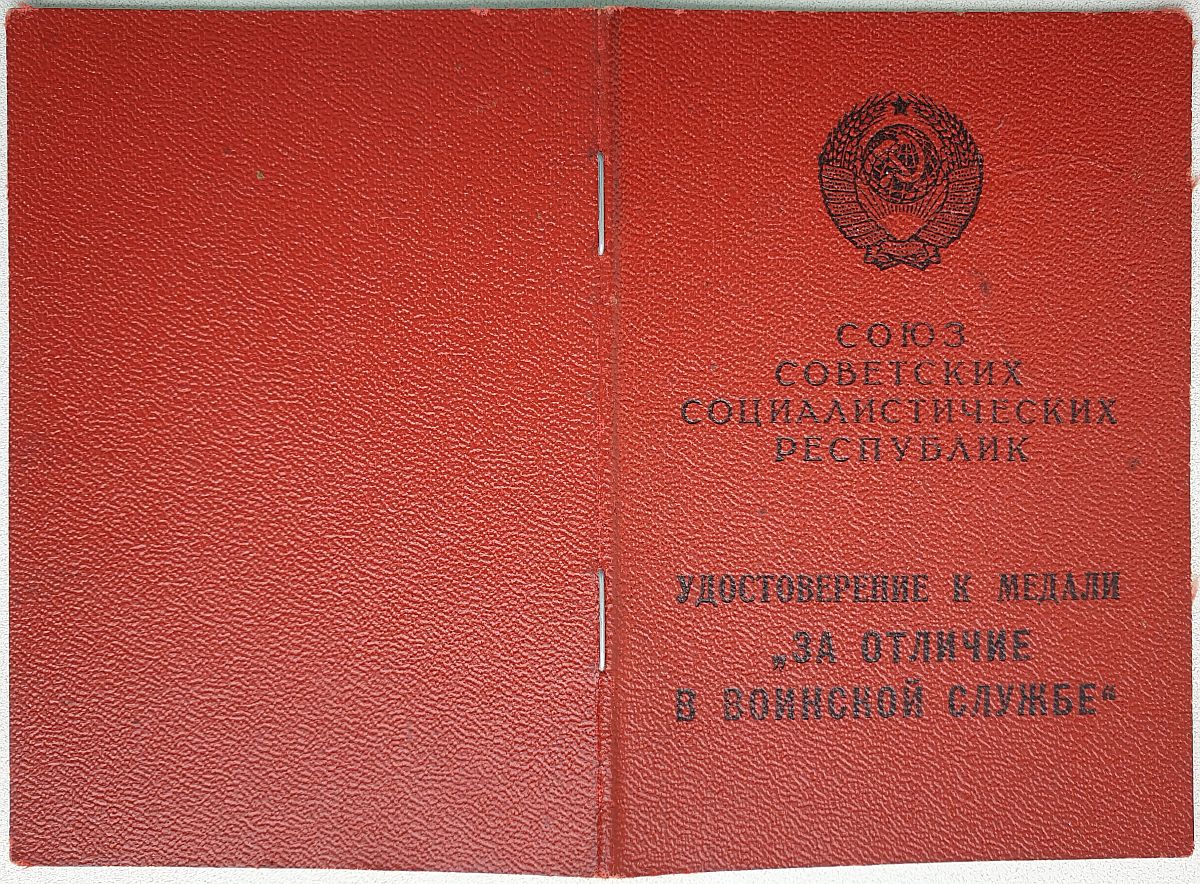 СОЮЗ
СОВЕТСКИХ
СОЦИАЛИСТИЧЕСКИХ
РЕСПУБЛИК
УДОСТОВЕРЕНИЕ К МЕДАЛИ
„ЗА ОТЛИЧИЕ
В ВОИНСКОЙ СЛУЖБЕ“